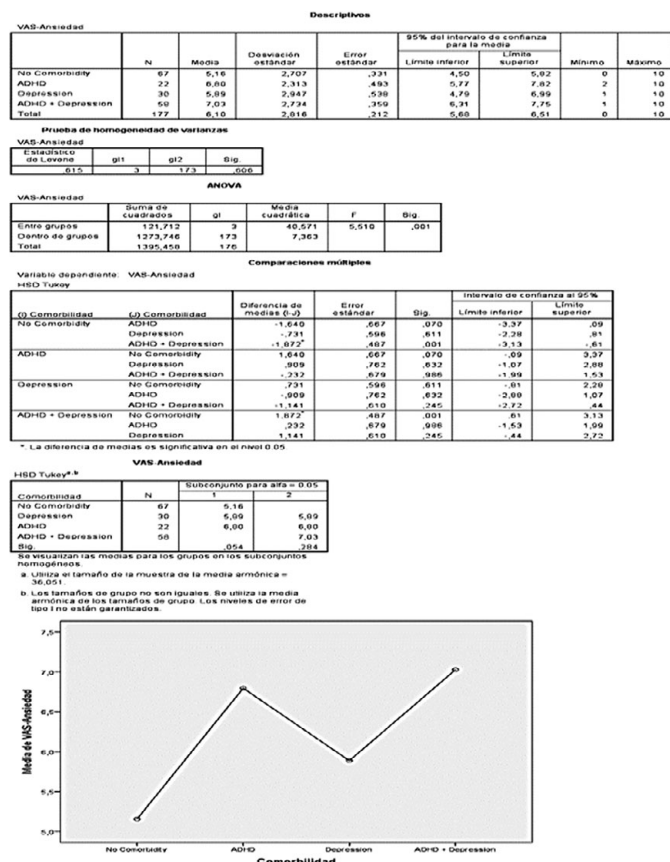 Descriptivos
VAS-Ansiedad
95% del intervalo de confianza para la media
N Media Desviación estándar Error estándar Límite inferior Límite superior Mínimo Máximo
No Comorbidity 67 5,16 2,707 ,331 4,50 5,82 0 10
ADHD 22 6,80 2,313 ,493 5,77 7,82 2 10
Depression 30 5,89 2,947 ,538 4,79 6,99 1 10
ADHD + Depression 58 7,03 2,734 ,359 6,31 7,75 1 10
Total 177 6,10 2,816 ,212 5,68 6,51 0 10
Prueba de homogeneidad de varianzas
VAS-Ansiedad
Estadístico de Levene gl1 gl2 Sig.
,615 3 173 ,606
ANOVA
VAS-Ansiedad
Suma de cuadrados gl Media cuadrática F Sig.
Entre grupos 121,712 3 40,571 5,510 ,001
Dentro de grupos 1273,746 173 7,363
Total 1395,458 176
Comparaciones múltiples
Variable dependiente: VAS-Ansiedad
HSD Tukey
Intervalo de confianza al 95%
(I) Comorbilidad (J) Comorbilidad Diferencia de medias (I-J) Error estándar Sig. Límite inferior Límite superior
No Comorbidity ADHD -1,640 ,667 ,070 -3,37 ,09
Depression -,731 ,596 ,611 -2,28 ,81
ADHD + Depression -1,872* ,487 ,001 -3,13 -,61
ADHD No Comorbidity 1,640 ,667 ,070 -,09 3,37
Depression ,909 ,762 ,632 -1,07 2,88
ADHD + Depression -,232 ,679 ,986 -1,99 1,53
Depression No Comorbidity ,731 ,596 ,611 -,81 2,28
ADHD -,909 ,762 ,632 -2,88 1,07
ADHD + Depression -1,141 ,610 ,245 -2,72 ,44
ADHD + Depression No Comorbidity 1,872* ,487 ,001 ,61 3,13
ADHD ,232 ,679 ,986 -1,53 1,99
Depression 1,141 ,610 ,245 -,44 2,72
*. La diferencia de medias es significativa en el nivel 0.05.
VAS-Ansiedad
HSD Tukey a,b
Subconjunto para alfa = 0.05
Comorbilidad N 1 2
No Comorbidity 67 5,16
Depression 30 5,89 5,89
ADHD 22 6,80 6,80
ADHD + Depression 58 7,03
Sig. ,054 ,284
Se visualizan las medias para los grupos en los subconjuntos
homogéneos.
a. Utiliza el tamaño de la muestra de la media armónica =
36,051.
b. Los tamaños de grupo no son iguales. Se utiliza la media
armónica de los tamaños de grupo. Los niveles de error de
tipo I no están garantizados.
Media de VAS-Ansiedad
7,5
7,0
6,5
6,0
5,5
5,0
No Comorbidity ADHD Depression ADHD + Depression
Comorbilidad